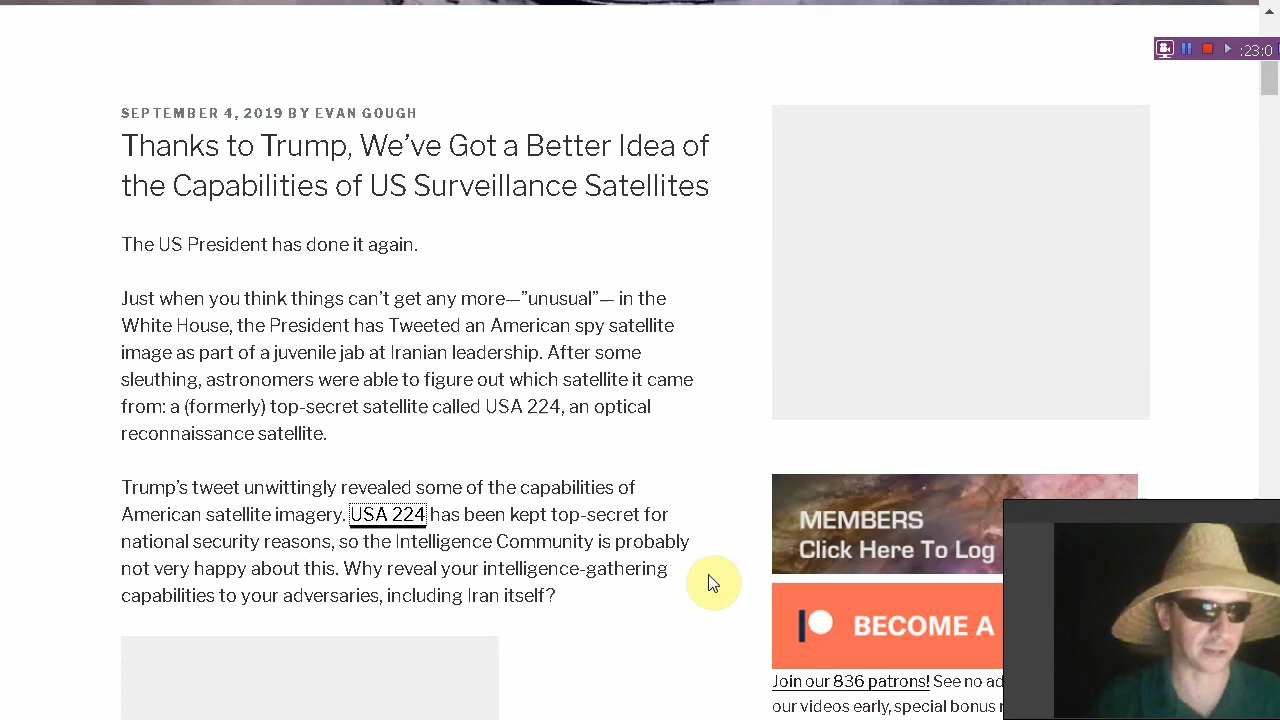 :23:0
SEPTEMBER 4, 2019 BY EVAN GOUGH
Thanks to Trump, We’ve Got a Better Idea of
the Capabilities of US Surveillance Satellites
The US President has done it again.
Just when you think things can’t get any more—”unusual”— in the
White House, the President has Tweeted an American spy satellite
image as part of a juvenile jab at Iranian leadership. After some
sleuthing, astronomers were able to figure out which satellite it came
from: a (formerly) top-secret satellite called USA 224, an optical
reconnaissance satellite.
Trump’s tweet unwittingly revealed some of the capabilities of
American satellite imagery. USA 224 has been kept top-secret for
national security reasons, so the Intelligence Community is probably
not very happy about this. Why reveal your intelligence-gathering
capabilities to your adversaries, including Iran itself?
MEMBERS
Click Here To Log
BECOME A
Join our 836 patrons! See no ad
our videos early, special bonus